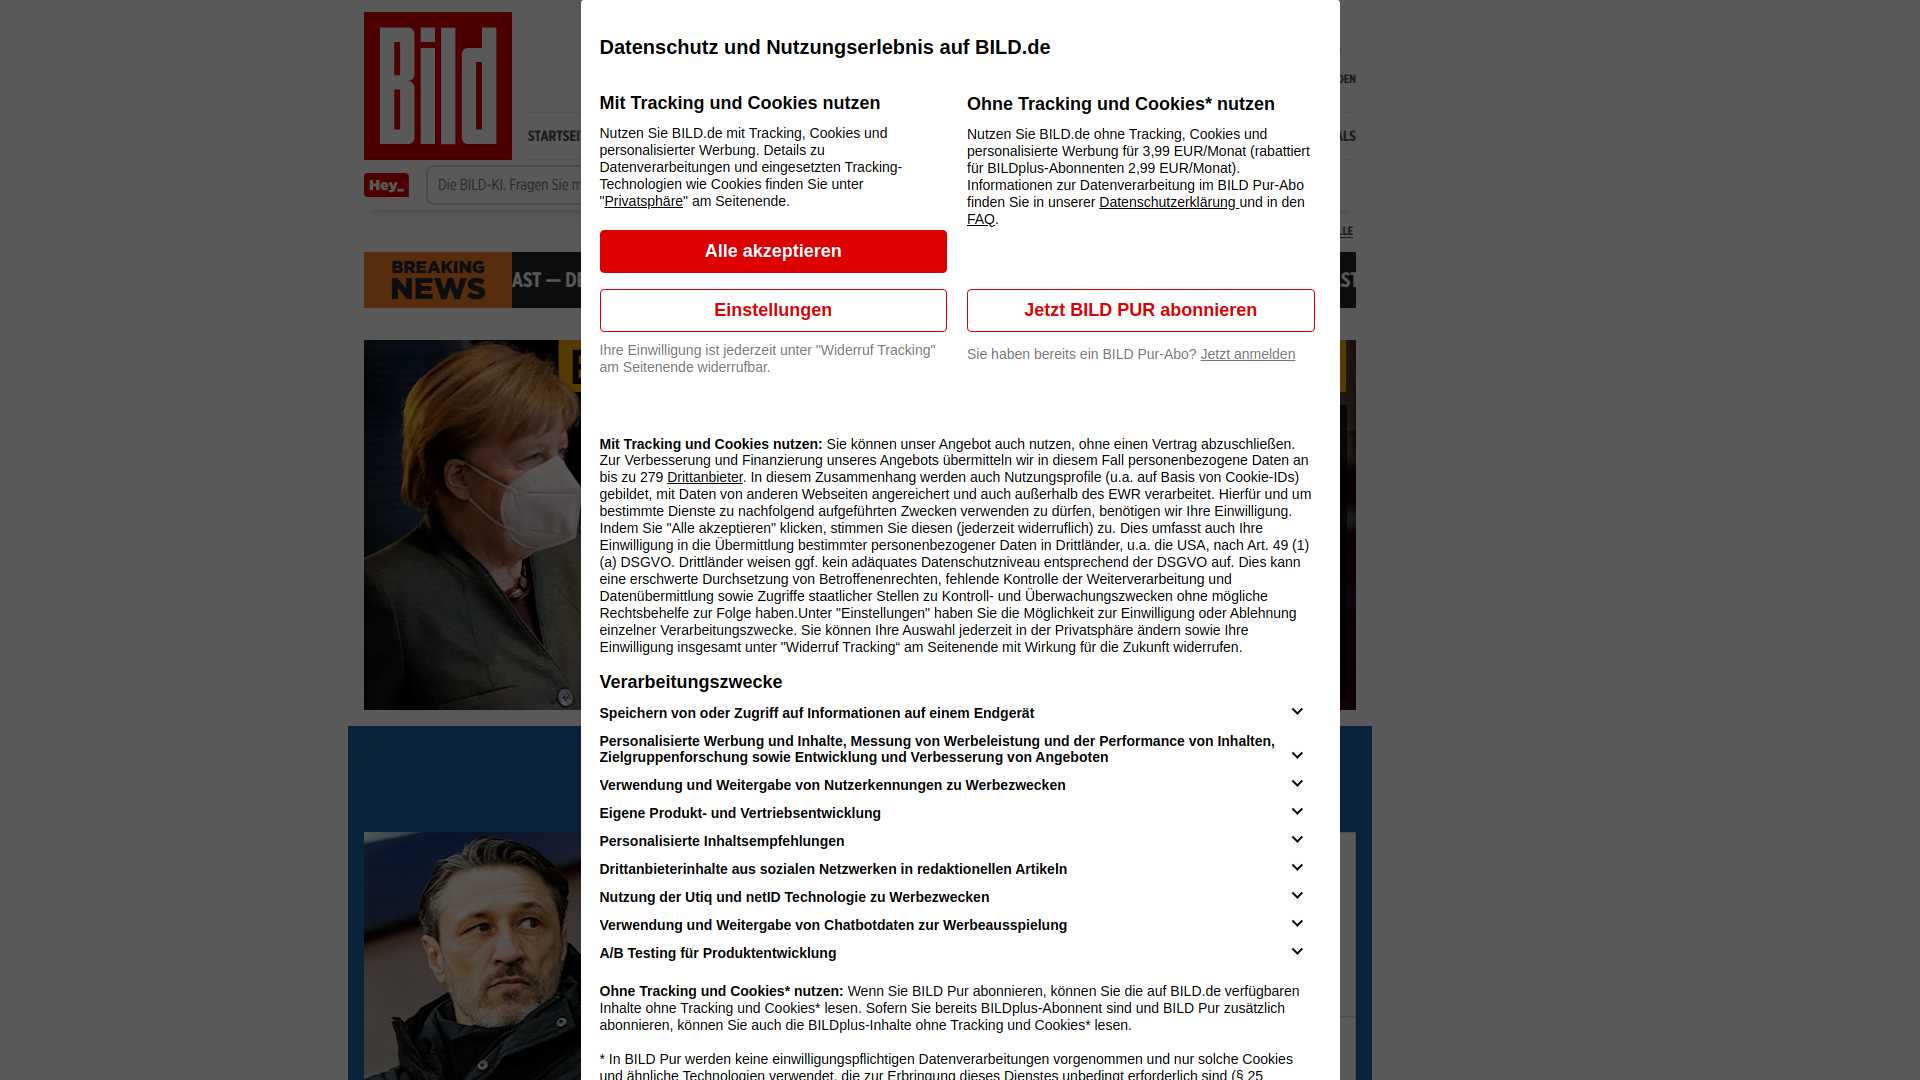 Bild
Datenschutz und Nutzungserlebnis auf BILD.de
Mit Tracking und Cookies nutzen
Nutzen Sie BILD.de mit Tracking, Cookies und
personalisierter Werbung. Details zu
Datenverarbeitungen und eingesetzten Tracking-
Technologien wie Cookies finden Sie unter
"Privatsphäre" am Seitenende.
Alle akzeptieren
Einstellungen
Ihre Einwilligung ist jederzeit unter "Widerruf Tracking"
am Seitenende widerrufbar.
Ohne Tracking und Cookies* nutzen
Nutzen Sie BILD.de ohne Tracking, Cookies und
personalisierte Werbung für 3,99 EUR/Monat (rabattiert
für BILDplus-Abonnenten 2,99 EUR/Monat).
Informationen zur Datenverarbeitung im BILD Pur-Abo
finden Sie in unserer Datenschutzerklärung und in den
FAQ.
Jetzt BILD PUR abonnieren
Sie haben bereits ein BILD Pur-Abo? Jetzt anmelden
DEN
STARTSEI
ALS
Hey_
Die BILD-KI. Fragen Sie m
LLE
BREAKING
NEWS
AST — DE
ST
Mit Tracking und Cookies nutzen: Sie können unser Angebot auch nutzen, ohne einen Vertrag abzuschließen.
Zur Verbesserung und Finanzierung unseres Angebots übermitteln wir in diesem Fall personenbezogene Daten an
bis zu 279 Drittanbieter. In diesem Zusammenhang werden auch Nutzungsprofile (u.a. auf Basis von Cookie-IDs)
gebildet, mit Daten von anderen Webseiten angereichert und auch außerhalb des EWR verarbeitet. Hierfür und um
bestimmte Dienste zu nachfolgend aufgeführten Zwecken verwenden zu dürfen, benötigen wir Ihre Einwilligung.
Indem Sie "Alle akzeptieren" klicken, stimmen Sie diesen (jederzeit widerruflich) zu. Dies umfasst auch Ihre
Einwilligung in die Übermittlung bestimmter personenbezogener Daten in Drittländer, u.a. die USA, nach Art. 49 (1)
(a) DSGVO. Drittländer weisen ggf. kein adäquates Datenschutzniveau entsprechend der DSGVO auf. Dies kann
eine erschwerte Durchsetzung von Betroffenenrechten, fehlende Kontrolle der Weiterverarbeitung und
Datenübermittlung sowie Zugriffe staatlicher Stellen zu Kontroll- und Überwachungszwecken ohne mögliche
Rechtsbehelfe zur Folge haben.Unter "Einstellungen" haben Sie die Möglichkeit zur Einwilligung oder Ablehnung
einzelner Verarbeitungszwecke. Sie können Ihre Auswahl jederzeit in der Privatsphäre ändern sowie Ihre
Einwilligung insgesamt unter "Widerruf Tracking“ am Seitenende mit Wirkung für die Zukunft widerrufen.
Verarbeitungszwecke
Speichern von oder Zugriff auf Informationen auf einem Endgerät
Personalisierte Werbung und Inhalte, Messung von Werbeleistung und der Performance von Inhalten,
Zielgruppenforschung sowie Entwicklung und Verbesserung von Angeboten
Verwendung und Weitergabe von Nutzerkennungen zu Werbezwecken
Eigene Produkt- und Vertriebsentwicklung
Personalisierte Inhaltsempfehlungen
Drittanbieterinhalte aus sozialen Netzwerken in redaktionellen Artikeln
Nutzung der Utiq und netID Technologie zu Werbezwecken
Verwendung und Weitergabe von Chatbotdaten zur Werbeausspielung
A/B Testing für Produktentwicklung
Ohne Tracking und Cookies* nutzen: Wenn Sie BILD Pur abonnieren, können Sie die auf BILD.de verfügbaren
Inhalte ohne Tracking und Cookies* lesen. Sofern Sie bereits BILDplus-Abonnent sind und BILD Pur zusätzlich
abonnieren, können Sie auch die BILDplus-Inhalte ohne Tracking und Cookies* lesen.
* In BILD Pur werden keine einwilligungspflichtigen Datenverarbeitungen vorgenommen und nur solche Cookies
und ähnliche Technologien verwendet, die zur Erbringung dieses Dienstes unbedingt erforderlich sind (§ 25